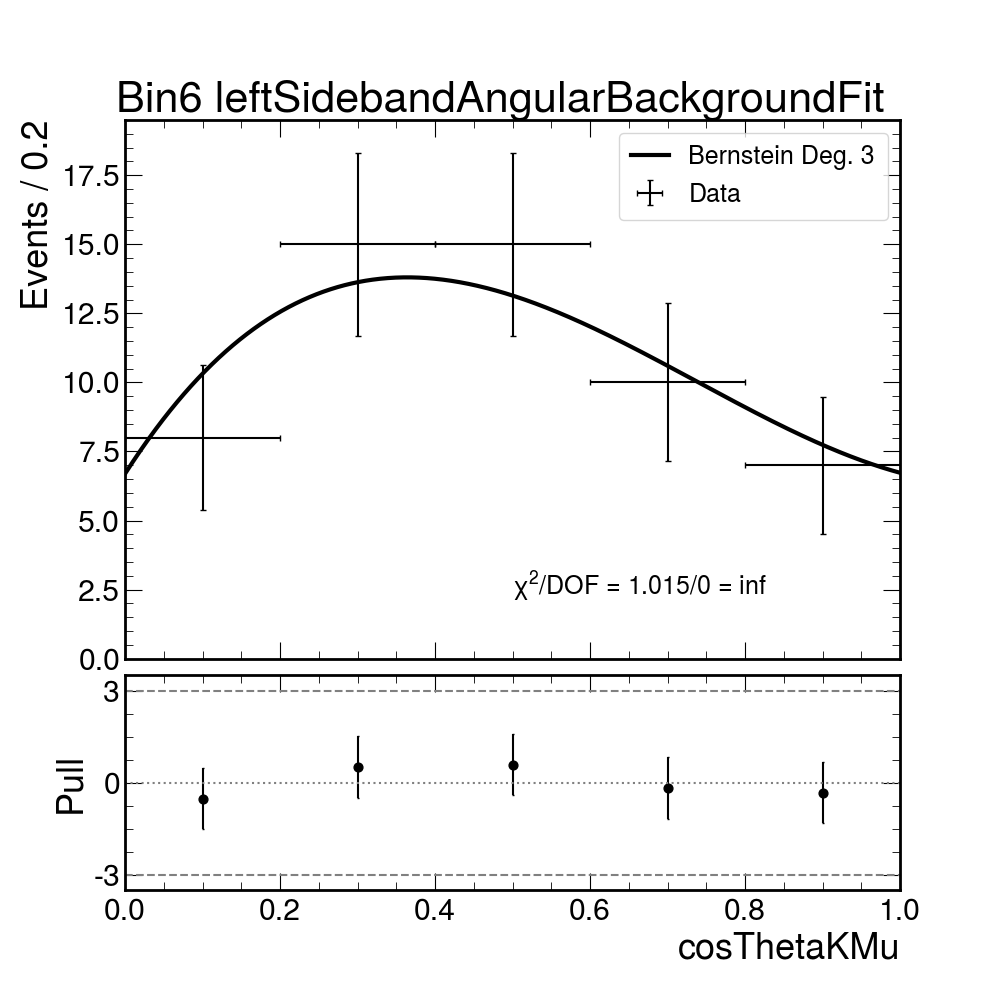 Bin6 leftSidebandAngularBackgroundFit
Events / 0.2
17.5
15.0
12.5
10.0
7.5
5.0
2.5
0.0
Bernstein Deg. 3
Data
χ²/DOF = 1.015/0 = inf
Pull
3
0
-3
0.0 0.2 0.4 0.6 0.8 1.0
cosThetaKMu